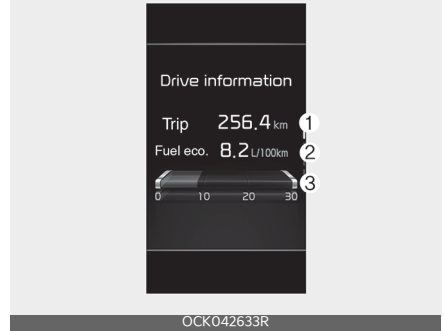 Drive information
Trip 256.4 km 1
Fuel eco. 8.2 L/100km 2
3
0 10 20 30
OCK042633R